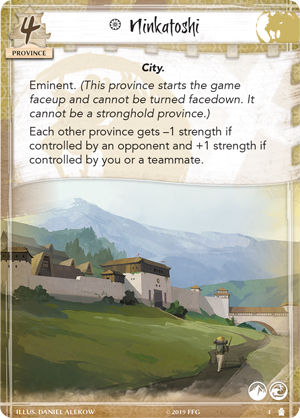 4
PROVINCE
Ninkatoshi
City.
Eminent. (This province starts the game
faceup and cannot be turned facedown. It
cannot be a stronghold province.)
Each other province gets –1 strength if
controlled by an opponent and +1 strength if
controlled by you or a teammate.
ILLUS. DANIEL ALEKOW
©2019 FFG